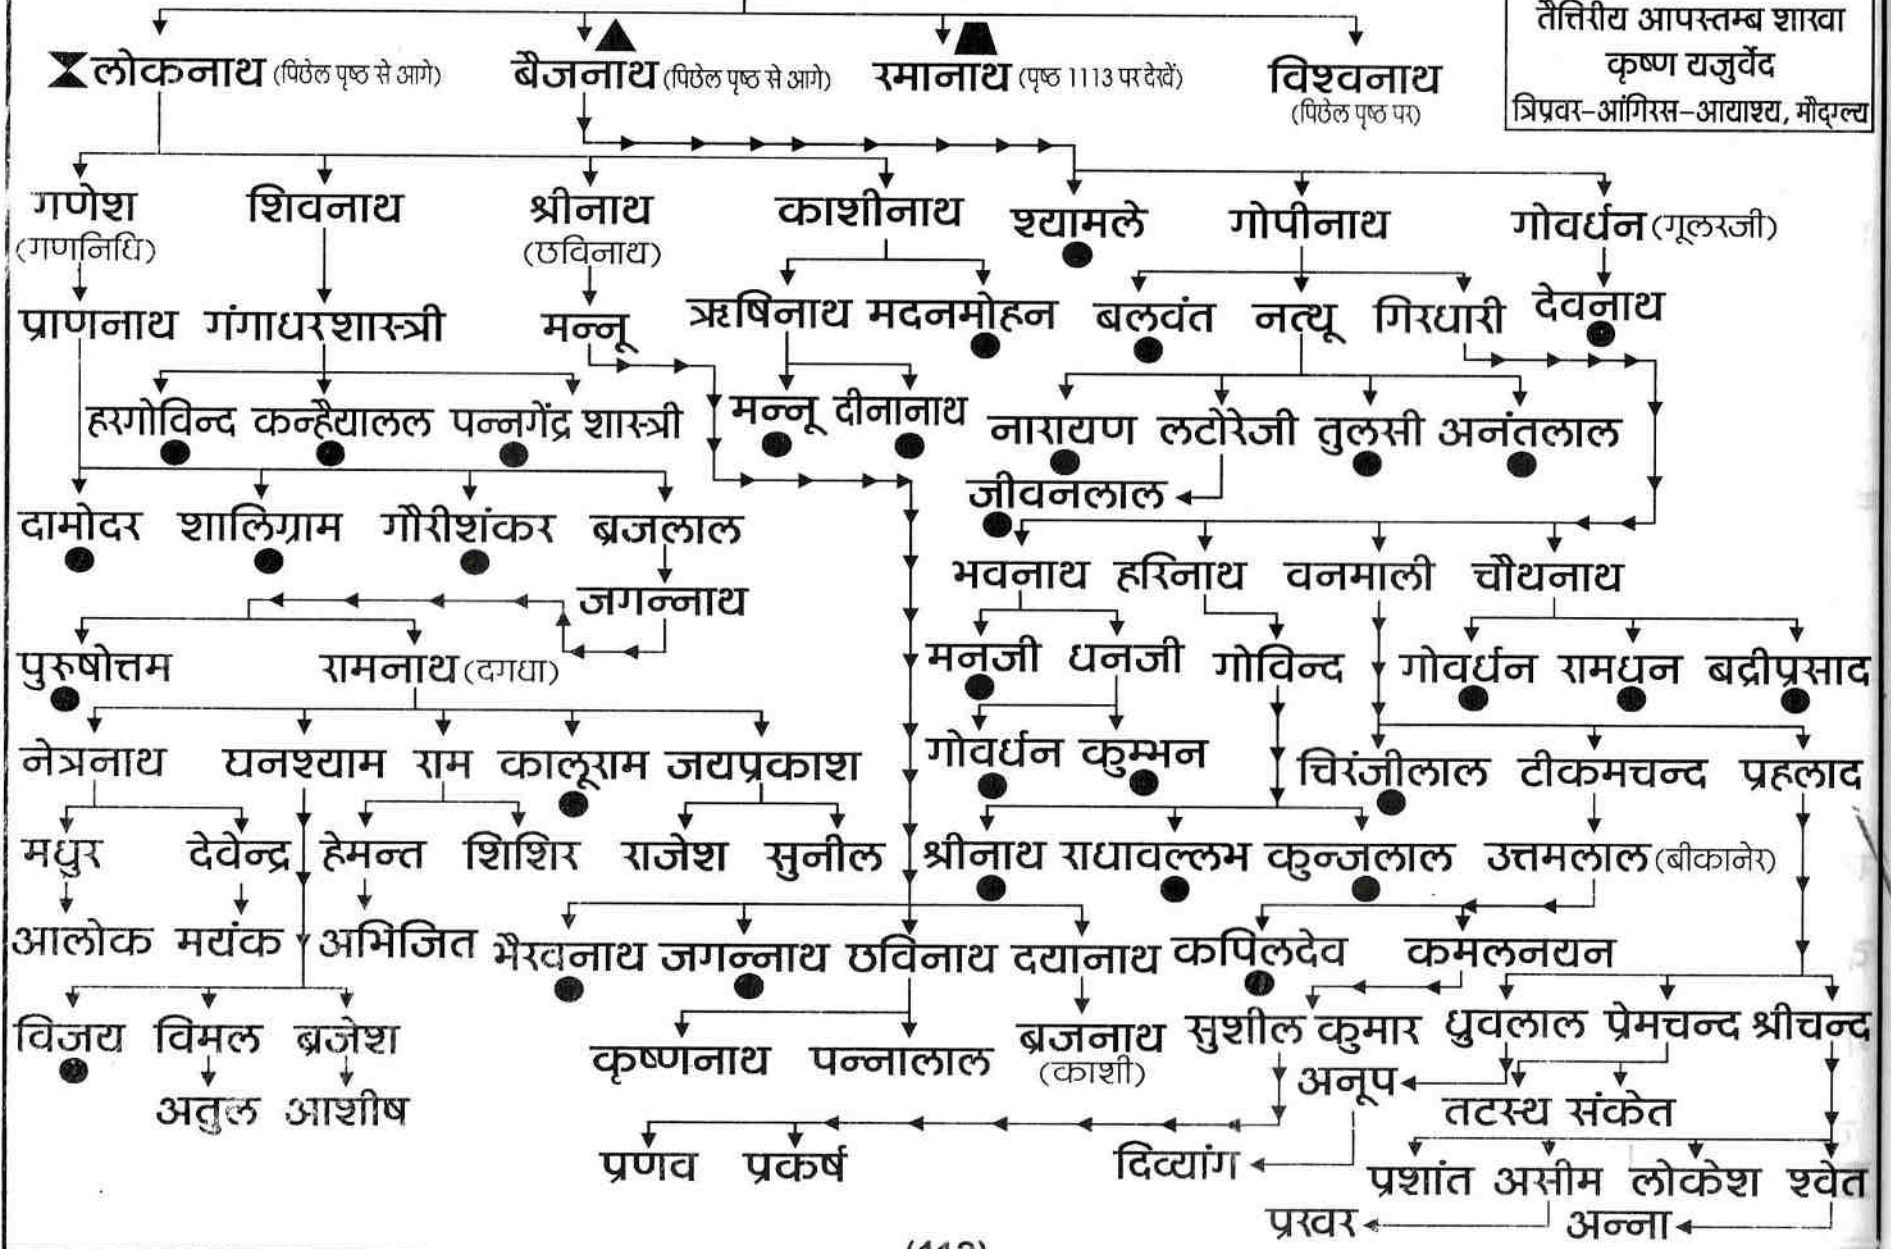 तैत्तिरीय आपस्तम्ब शाखा
कृष्ण यजुर्वेद
त्रिप्रवर-आंगिरस-आयाश्य, मौद्गल्य
लोकनाथ (पिछेल पृष्ठ से आगे) बैजनाथ (पिछेल पृष्ठ से आगे) रमानाथ (पृष्ठ 1113 पर देखें) विश्वनाथ
(पिछेल पृष्ठ पर)
गणेश शिवनाथ श्रीनाथ काशीनाथ श्यामले गोपीनाथ गोवर्धन (गूलरजी)
(गणनिधि) (छविनाथ)
प्राणनाथ गंगाधरशास्त्री मन्नू ऋषिनाथ मदनमोहन बलवंत नत्थू गिरधारी देवनाथ
हरगोविन्द कन्हैयालल पन्नगेंद्र शास्त्री मन्नू दीनानाथ नारायण लटोरेजी तुलसी अनंतलाल
जीवनलाल
दामोदर शालिग्राम गौरीशंकर ब्रजलाल
भवनाथ हरिनाथ वनमाली चौथनाथ
जगन्नाथ
पुरुषोत्तम रामनाथ (दगधा) मनजी धनजी गोविन्द गोवर्धन रामधन बद्रीप्रसाद
नेत्रनाथ घनश्याम राम कालूराम जयप्रकाश गोवर्धन कुम्भन चिरंजीलाल टीकमचन्द प्रहलाद
मधुर देवेन्द्र हेमन्त शिशिर राजेश सुनील श्रीनाथ राधावल्लभ कुन्जलाल उत्तमलाल (बीकानेर)
आलोक मयंक अभिजित भैरवनाथ जगन्नाथ छविनाथ दयानाथ कपिलदेव कमलनयन
विजय विमल ब्रजेश कृष्णनाथ पन्नालाल ब्रजनाथ सुशील कुमार ध्रुवलाल प्रेमचन्द श्रीचन्द
(काशी) अनूप
अतुल आशीष तटस्थ संकेत
प्रणव प्रकर्ष दिव्यांग प्रशांत असीम लोकेश श्वेत
प्रखर अन्ना